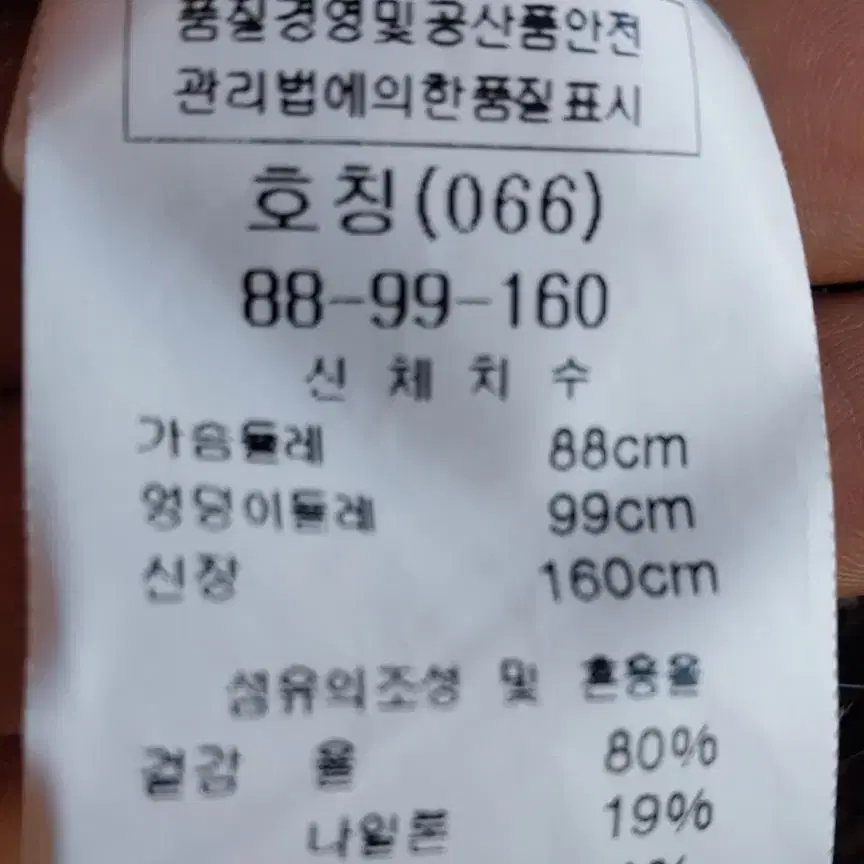 품질경영및공산품안전
관리법에의한품질표시
호칭(066)
88-99-160
신체치수
가슴둘레 88cm
엉덩이둘레 99cm
신장 160cm
섬유의조성 및 혼용율
겉감 울 80%
나일론 19%